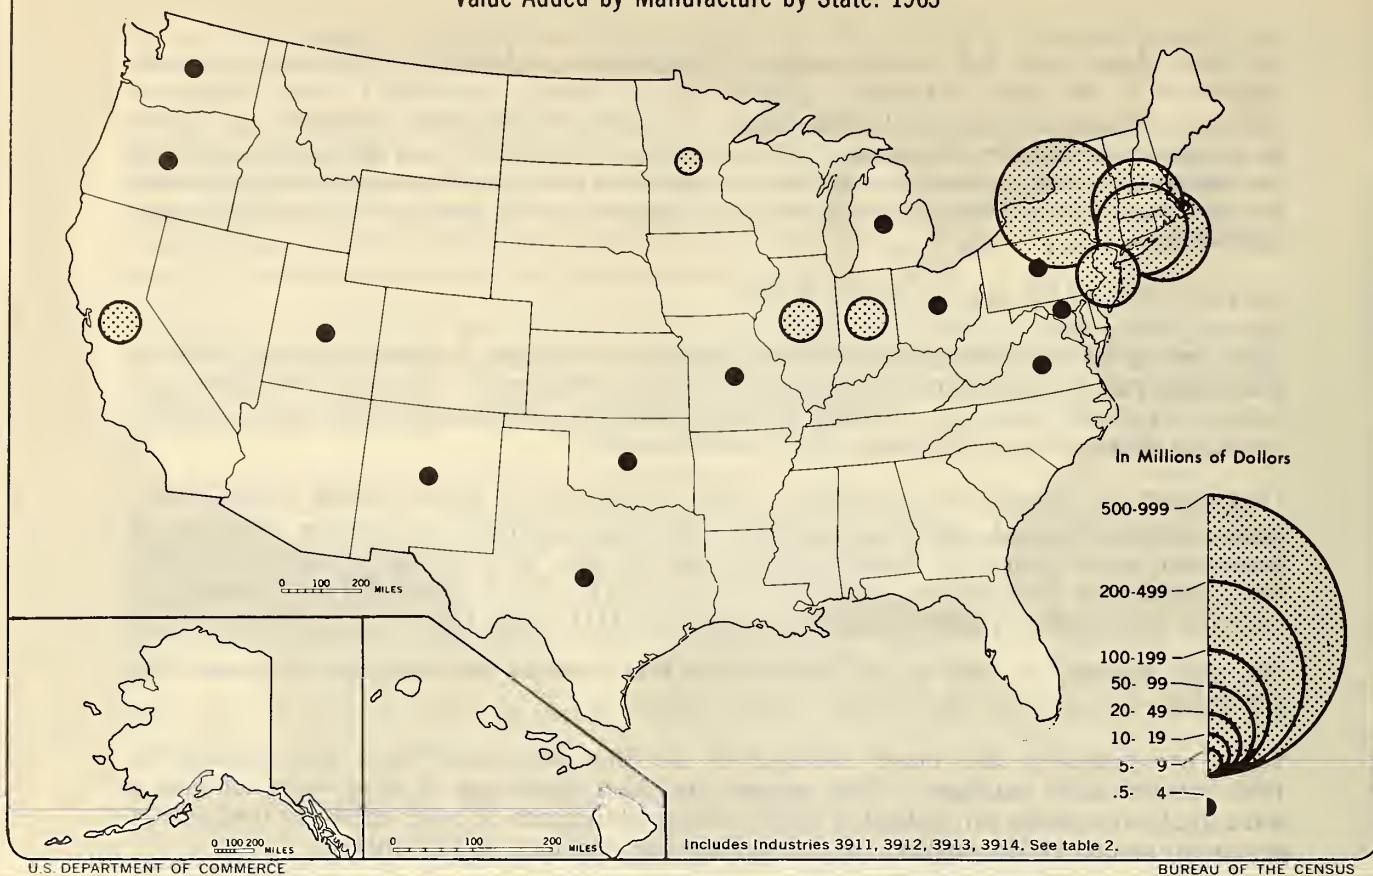 Value Added by Manufacture by State: 1963
In Millions of Dollars
500-999
200-499
100-199
50- 99
20- 49
10- 19
5- 9
.5- 4
0 100 200 MILES
0 100 200 MILES
0 100 200 MILES
Includes Industries 3911, 3912, 3913, 3914. See table 2.
U.S. DEPARTMENT OF COMMERCE
BUREAU OF THE CENSUS